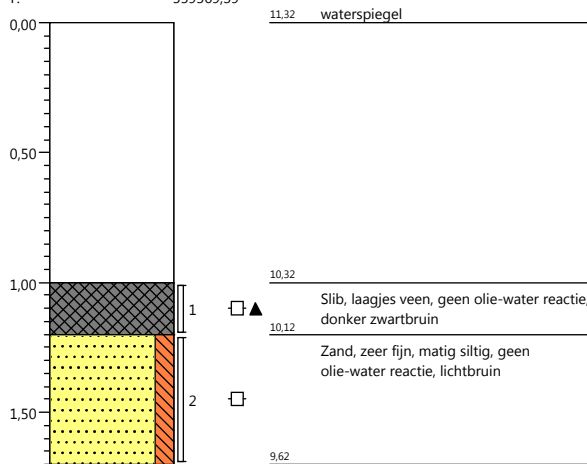 11,32 waterspiegel
0,00
0,50
1,00
10,32
1
Slib, laagjes veen, geen olie-water reactie,
donker zwartbruin
10,12
Zand, zeer fijn, matig siltig, geen
olie-water reactie, lichtbruin
2
1,50
9,62